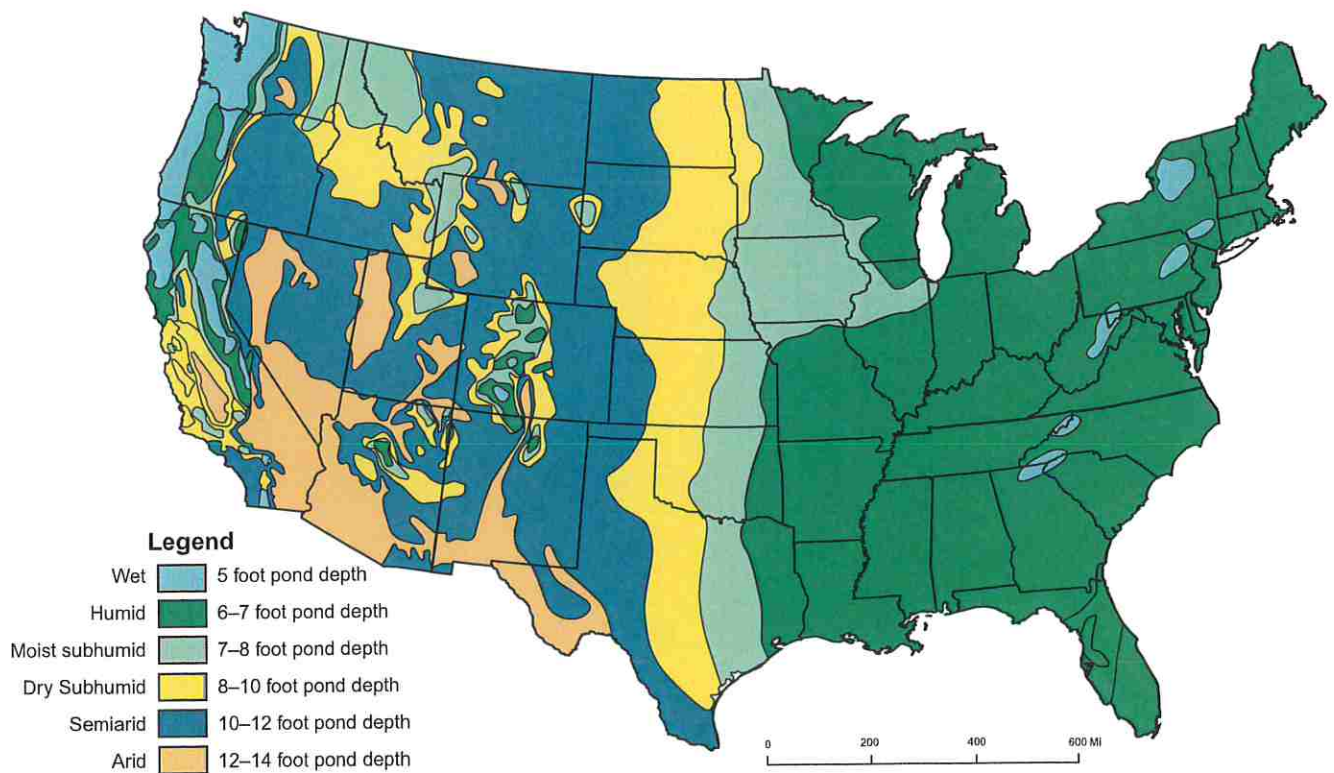 Legend
Wet 5 foot pond depth
Humid 6–7 foot pond depth
Moist subhumid 7–8 foot pond depth
Dry Subhumid 8–10 foot pond depth
Semiarid 10–12 foot pond depth
Arid 12–14 foot pond depth
0 200 400 600 Mi